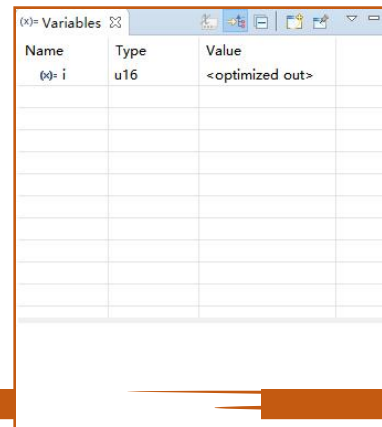 (x)= Variables
Name Type Value
(x)= i u16 <optimized out>